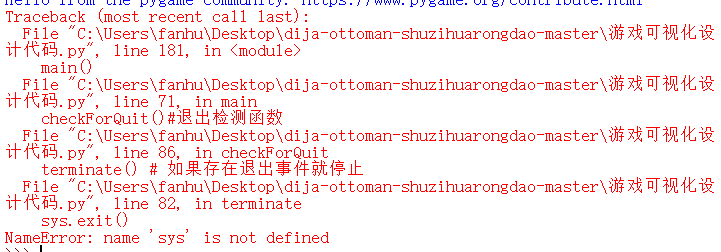 Hello from the pygame community. https://www.pygame.org/contribute.html
Traceback (most recent call last):
  File "C:\Users\fanhu\Desktop\dija-ottoman-shuzihuarongdao-master\游戏可视化设
计代码.py", line 181, in <module>
    main()
  File "C:\Users\fanhu\Desktop\dija-ottoman-shuzihuarongdao-master\游戏可视化设
计代码.py", line 71, in main
    checkForQuit()#退出检测函数
  File "C:\Users\fanhu\Desktop\dija-ottoman-shuzihuarongdao-master\游戏可视化设
计代码.py", line 86, in checkForQuit
    terminate() # 如果存在退出事件就停止
  File "C:\Users\fanhu\Desktop\dija-ottoman-shuzihuarongdao-master\游戏可视化设
计代码.py", line 82, in terminate
    sys.exit()
NameError: name 'sys' is not defined
>>>